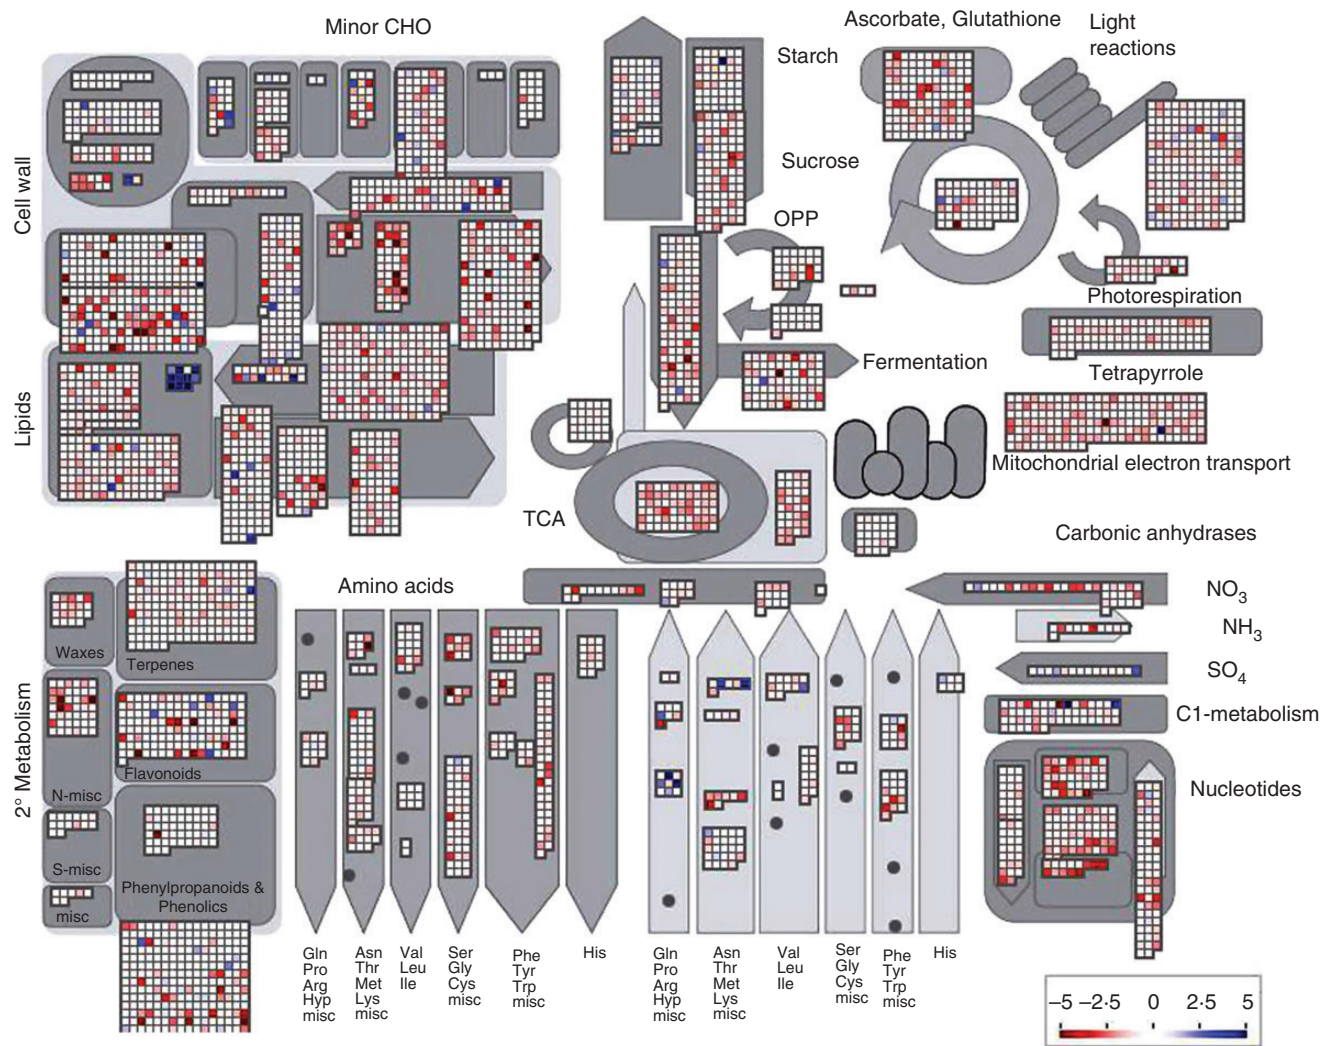 Minor CHO
Ascorbate, Glutathione
Light
reactions
Starch
Sucrose
OPP
Cell wall
Photorespiration
Fermentation
Tetrapyrrole
Lipids
Mitochondrial electron transport
TCA
Carbonic anhydrases
Amino acids
NO3
NH3
SO4
C1-metabolism
Nucleotides
2° Metabolism
Waxes
Terpenes
N-misc
Flavonoids
S-misc
misc
Phenylpropanoids &
Phenolics
Gln
Pro
Arg
Hyp
misc
Asn
Thr
Met
Lys
misc
Val
Leu
Ile
Ser
Gly
Cys
misc
Phe
Tyr
Trp
misc
His
Gln
Pro
Arg
Hyp
misc
Asn
Thr
Met
Lys
misc
Val
Leu
Ile
Ser
Gly
Cys
misc
Phe
Tyr
Trp
misc
His
−5 −2·5 0 2·5 5